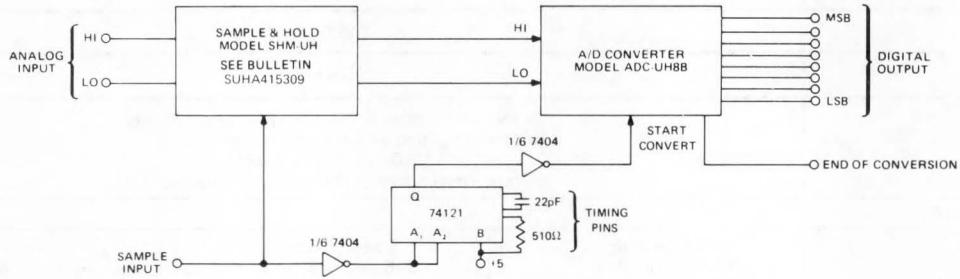 ANALOG
INPUT
HI
LO
SAMPLE & HOLD
MODEL SHM-UH
SEE BULLETIN
SUHA415309
HI
LO
A/D CONVERTER
MODEL ADC-UH8B
MSB
LSB
DIGITAL
OUTPUT
START
CONVERT
END OF CONVERSION
1/6 7404
Q
74121
A1 A2 B
22pF
510Ω
TIMING
PINS
+5
SAMPLE
INPUT
1/6 7404